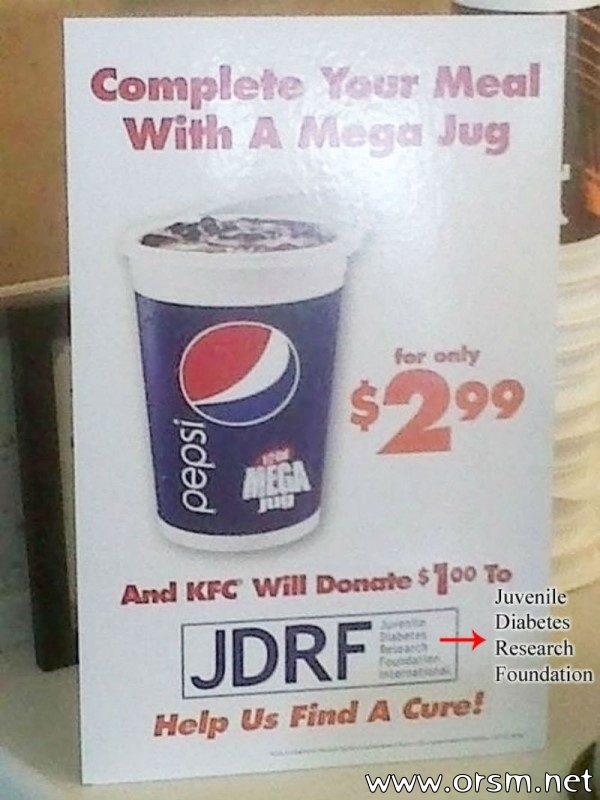 Complete Your Meal
With A Mega Jug
pepsi
MEGA
Jug
for only
$2.99
And KFC® Will Donate $1.00 To
JDRF
Juvenile
Diabetes
Research
Foundation
International
Juvenile
Diabetes
Research
Foundation
Help Us Find A Cure!
www.orsm.net